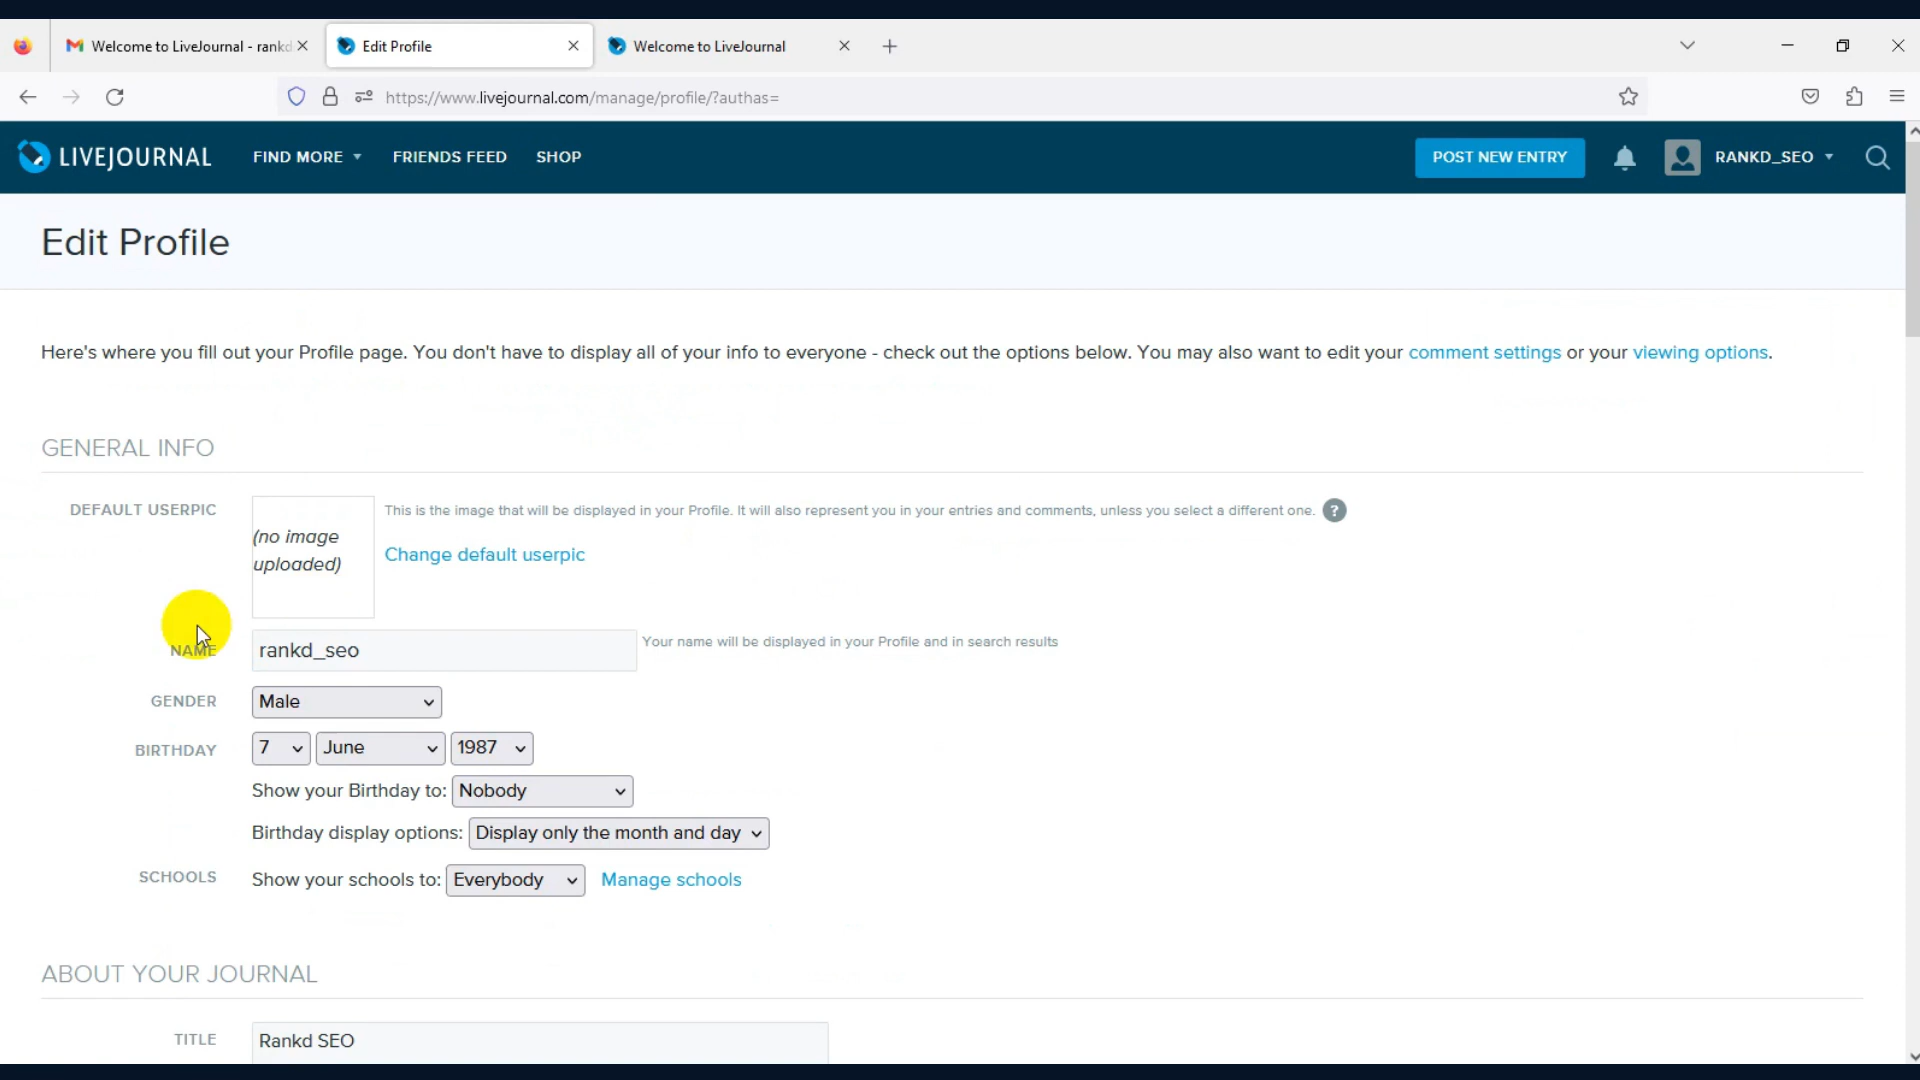 Welcome to LiveJournal - rankd
Edit Profile
Welcome to LiveJournal
https://www.livejournal.com/manage/profile/?authas=
LIVEJOURNAL
FIND MORE
FRIENDS FEED
SHOP
POST NEW ENTRY
RANKD_SEO
Edit Profile
Here's where you fill out your Profile page. You don't have to display all of your info to everyone - check out the options below. You may also want to edit your comment settings or your viewing options.
GENERAL INFO
DEFAULT USERPIC
(no image
uploaded)
This is the image that will be displayed in your Profile. It will also represent you in your entries and comments, unless you select a different one. ?
Change default userpic
NAME
rankd_seo
Your name will be displayed in your Profile and in search results
GENDER
Male
BIRTHDAY
7 June 1987
Show your Birthday to: Nobody
Birthday display options: Display only the month and day
SCHOOLS
Show your schools to: Everybody Manage schools
ABOUT YOUR JOURNAL
TITLE
Rankd SEO